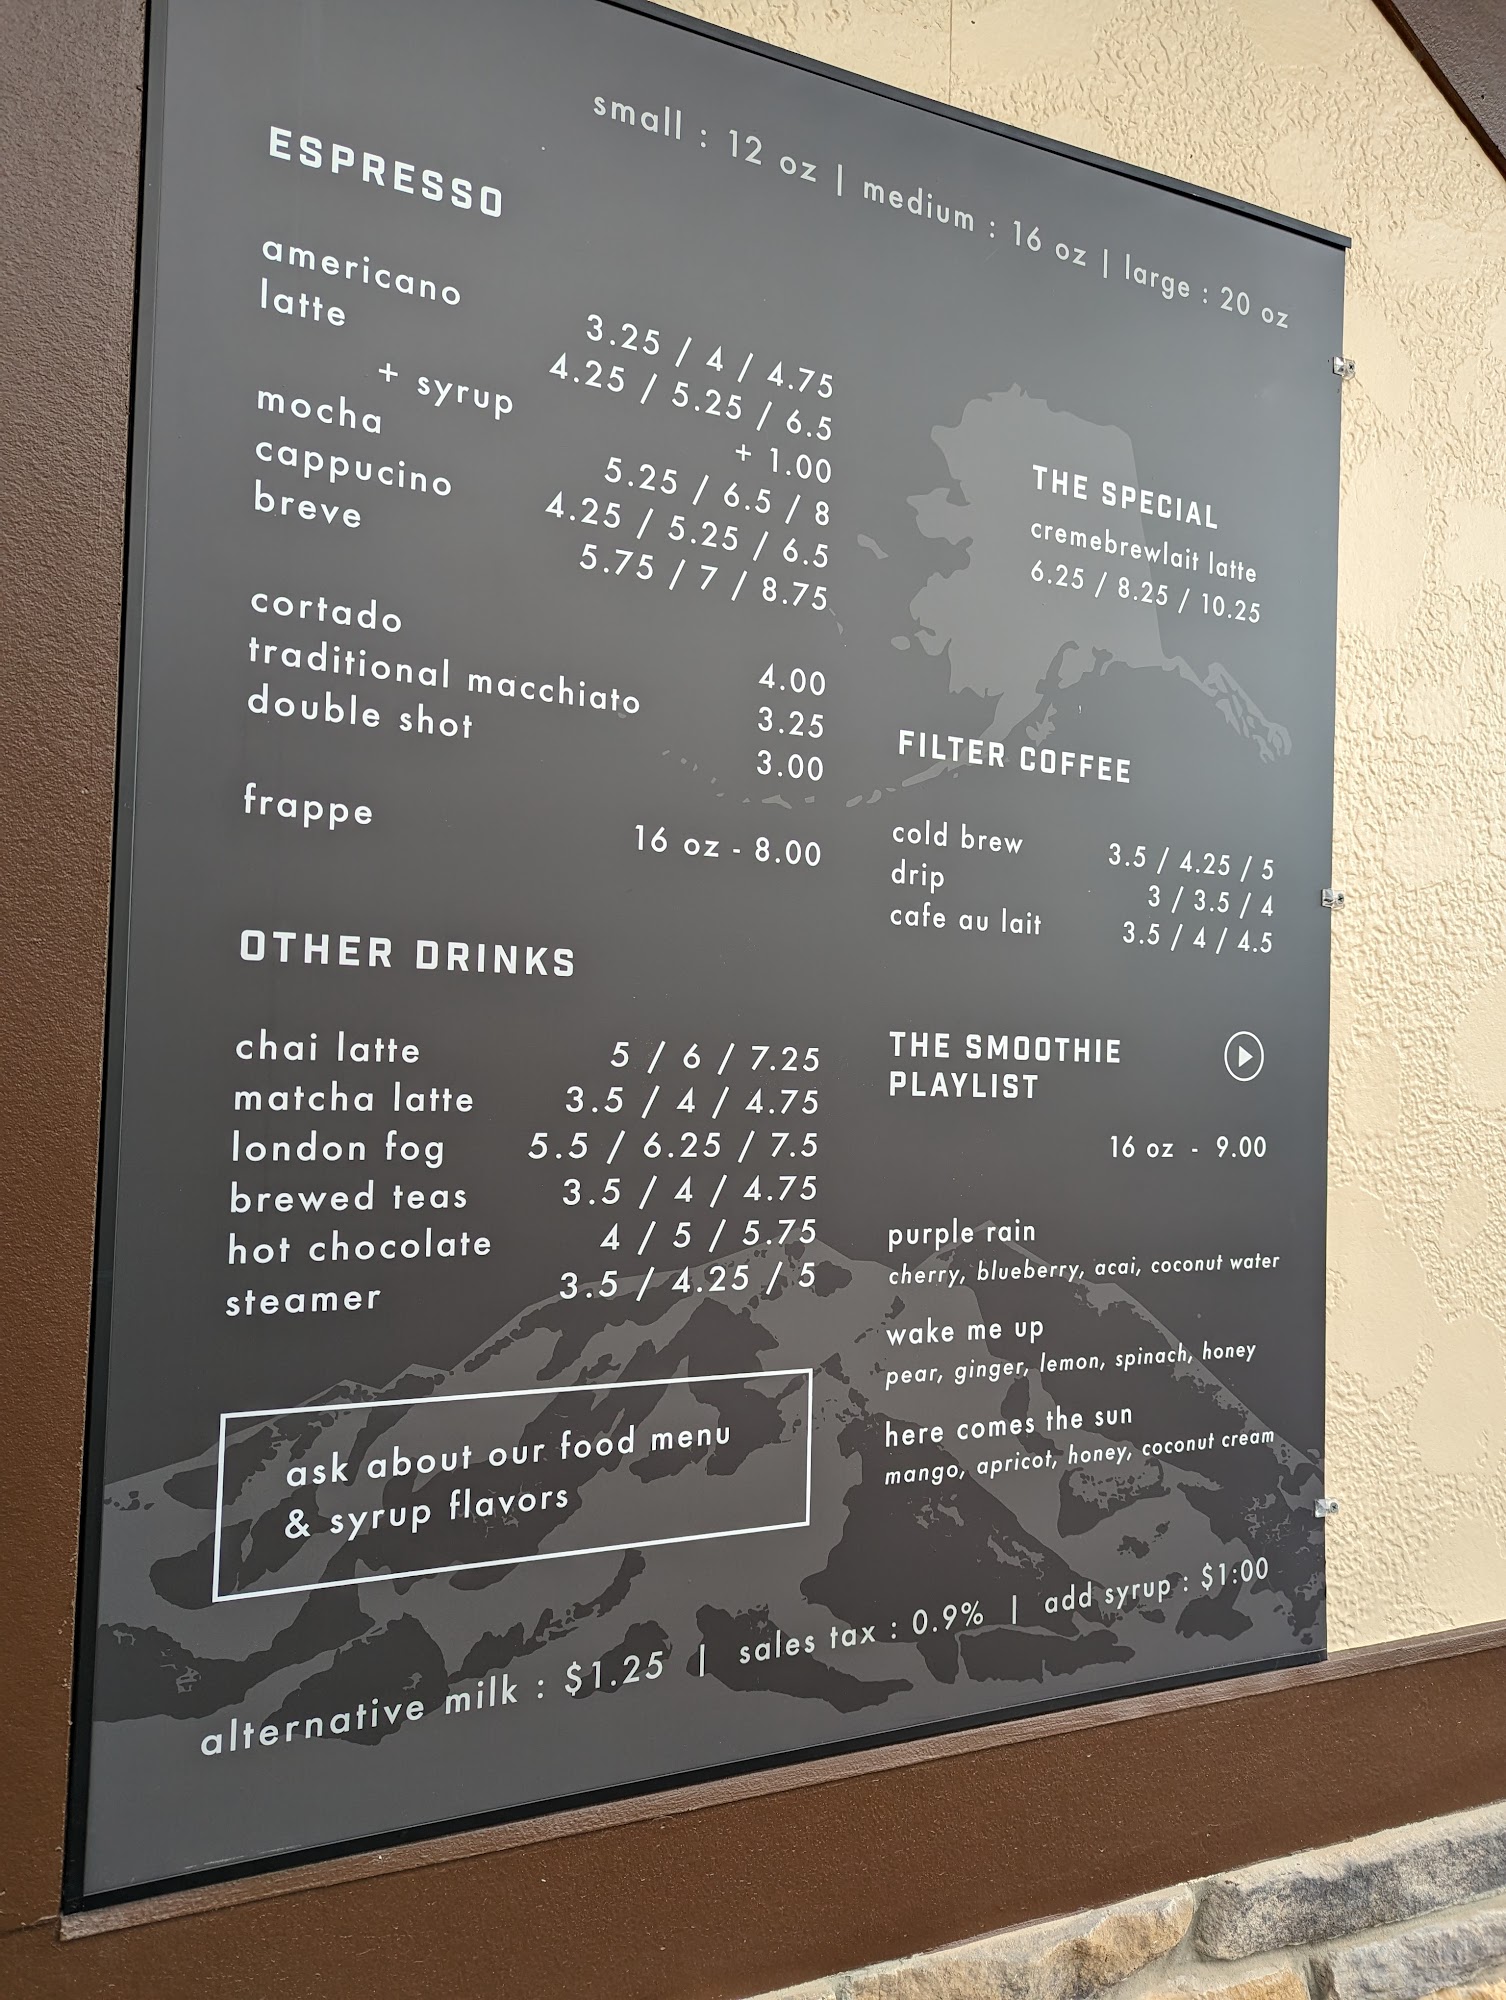 small : 12 oz | medium : 16 oz | large : 20 oz
ESPRESSO
americano 3.25 / 4 / 4.75
latte 4.25 / 5.25 / 6.5
+ syrup + 1.00
mocha 5.25 / 6.5 / 8
cappucino 4.25 / 5.25 / 6.5
breve 5.75 / 7 / 8.75
cortado 4.00
traditional macchiato 3.25
double shot 3.00
frappe 16 oz - 8.00
OTHER DRINKS
chai latte 5 / 6 / 7.25
matcha latte 3.5 / 4 / 4.75
london fog 5.5 / 6.25 / 7.5
brewed teas 3.5 / 4 / 4.75
hot chocolate 4 / 5 / 5.75
steamer 3.5 / 4.25 / 5
ask about our food menu
& syrup flavors
THE SPECIAL
cremebrewlait latte
6.25 / 8.25 / 10.25
FILTER COFFEE
cold brew 3.5 / 4.25 / 5
drip 3 / 3.5 / 4
cafe au lait 3.5 / 4 / 4.5
THE SMOOTHIE
PLAYLIST
16 oz - 9.00
purple rain
cherry, blueberry, acai, coconut water
wake me up
pear, ginger, lemon, spinach, honey
here comes the sun
mango, apricot, honey, coconut cream
alternative milk : $1.25 | sales tax : 0.9% | add syrup : $1:00